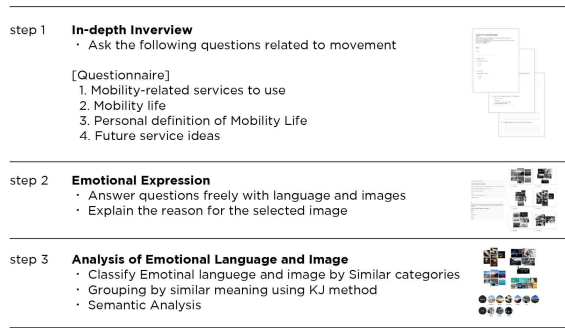 step 1
In-depth Inverview
· Ask the following questions related to movement
[Questionnaire]
1. Mobility-related services to use
2. Mobility life
3. Personal definition of Mobility Life
4. Future service ideas
step 2
Emotional Expression
· Answer questions freely with language and images
· Explain the reason for the selected image
step 3
Analysis of Emotional Language and Image
· Classify Emotinal languege and image by Similar categories
· Grouping by similar meaning using KJ method
· Semantic Analysis